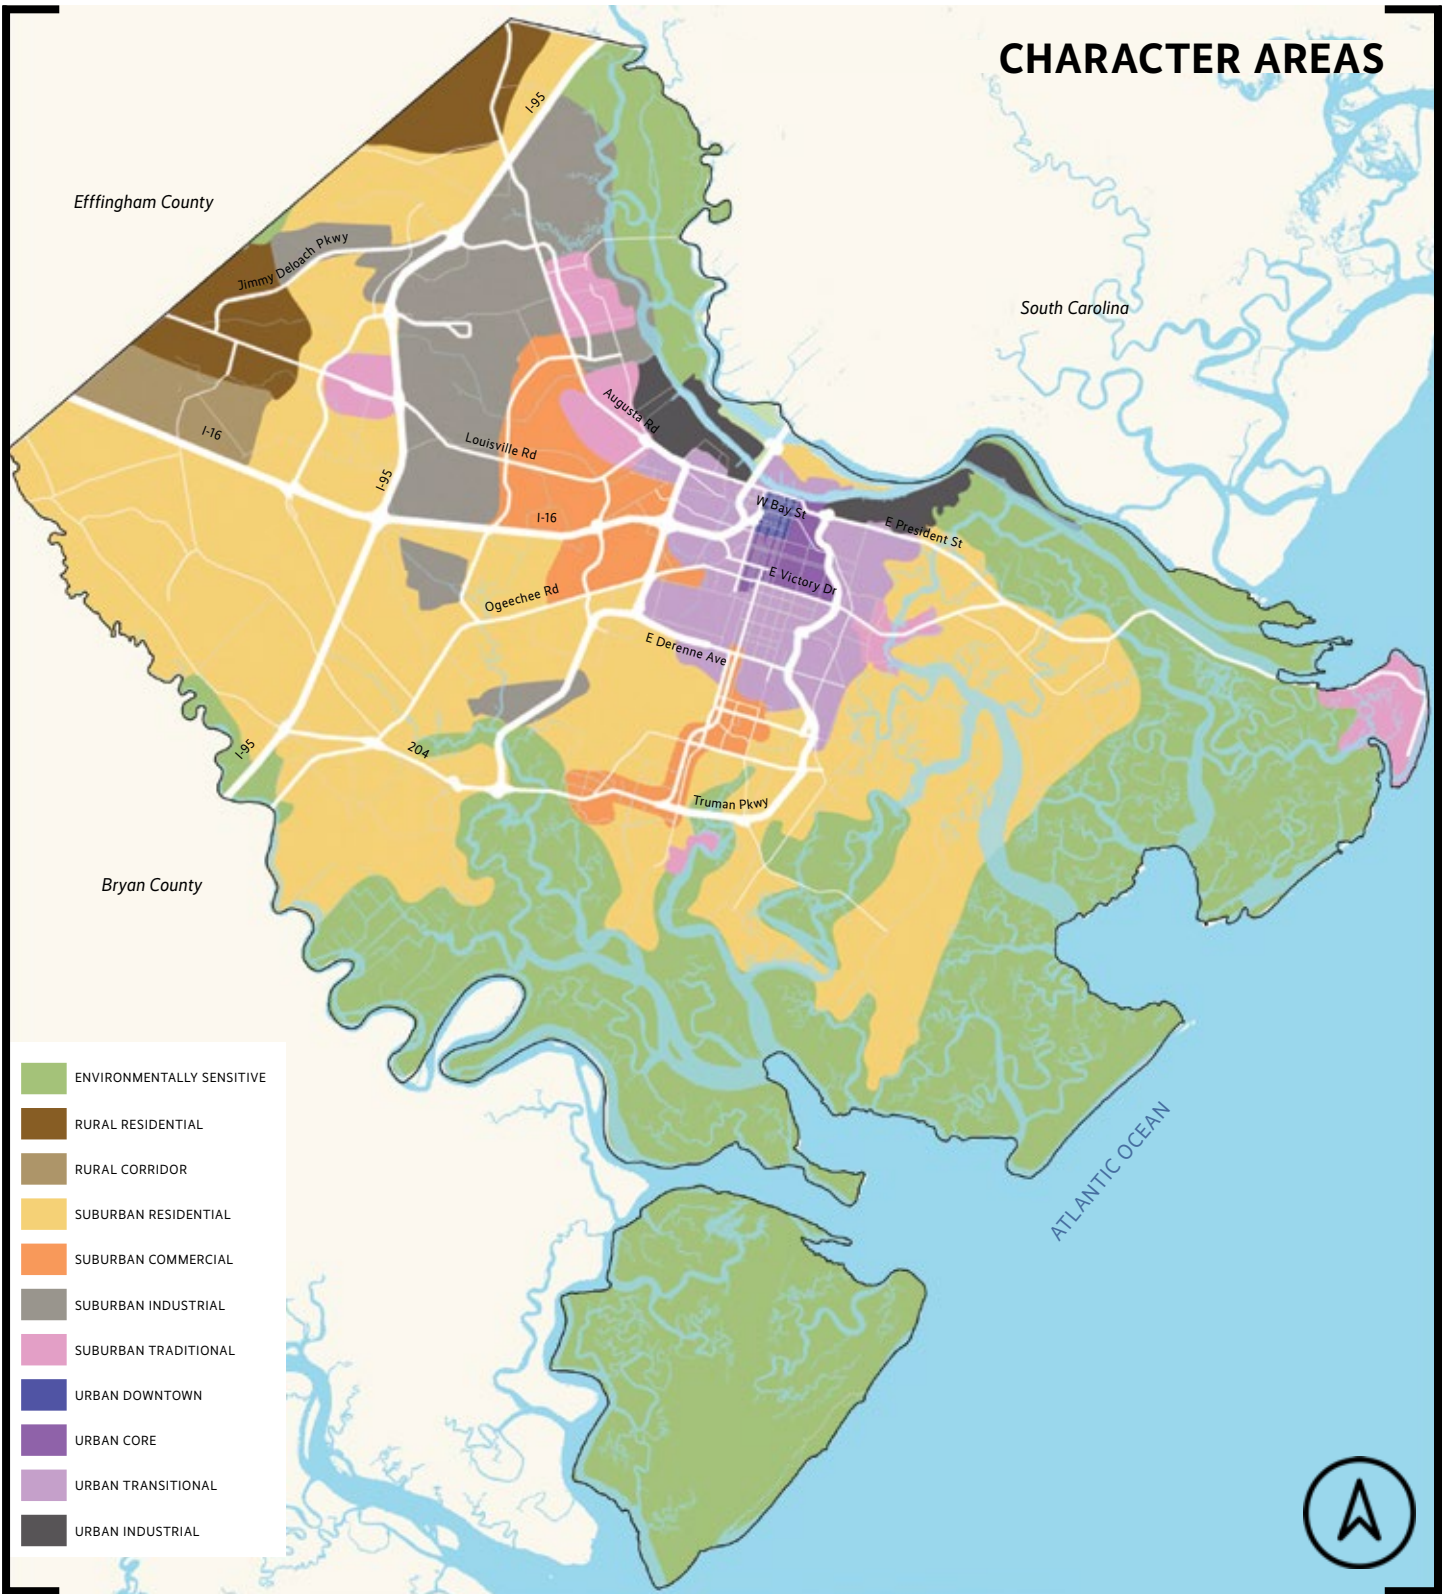 CHARACTER AREAS
I-95
Efffingham County
Jimmy Deloach Pkwy
South Carolina
Augusta Rd
I-16
Louisville Rd
I-95
W Bay St
I-16
E President St
E Victory Dr
Ogeechee Rd
E Derenne Ave
I-95
204
Truman Pkwy
Bryan County
ATLANTIC OCEAN
ENVIRONMENTALLY SENSITIVE
RURAL RESIDENTIAL
RURAL CORRIDOR
SUBURBAN RESIDENTIAL
SUBURBAN COMMERCIAL
SUBURBAN INDUSTRIAL
SUBURBAN TRADITIONAL
URBAN DOWNTOWN
URBAN CORE
URBAN TRANSITIONAL
URBAN INDUSTRIAL